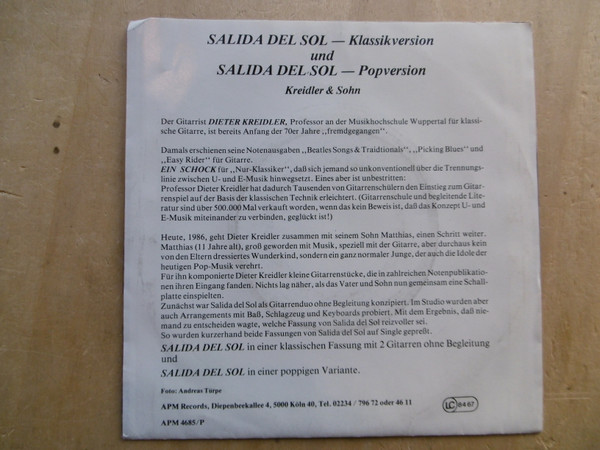 SALIDA DEL SOL — Klassikversion
und
SALIDA DEL SOL — Popversion
Kreidler & Sohn
Der Gitarrist DIETER KREIDLER, Professor an der Musikhochschule Wuppertal für klassi-
sche Gitarre, ist bereits Anfang der 70er Jahre ,,fremdgegangen".
Damals erschienen seine Notenausgaben ,,Beatles Songs & Traidtionals", ,,Picking Blues" und
,,Easy Rider" für Gitarre.
EIN SCHOCK für ,,Nur-Klassiker", daß sich jemand so unkonventionell über die Trennungs-
linie zwischen U- und E-Musik hinwegsetzt. Eines aber ist unbestritten:
Professor Dieter Kreidler hat dadurch Tausenden von Gitarrenschülern den Einstieg zum Gitar-
renspiel auf der Basis der klassischen Technik erleichtert. (Gitarrenschule und begleitende Lite-
ratur sind über 500.000 Mal verkauft worden, wenn das kein Beweis ist, daß das Konzept U- und
E-Musik miteinander zu verbinden, geglückt ist!)
Heute, 1986, geht Dieter Kreidler zusammen mit seinem Sohn Matthias, einen Schritt weiter.
Matthias (11 Jahre alt), groß geworden mit Musik, speziell mit der Gitarre, aber durchaus kein
von den Eltern dressiertes Wunderkind, sondern ein ganz normaler Junge, der auch die Idole der
heutigen Pop-Musik verehrt.
Für ihn komponierte Dieter Kreidler kleine Gitarrenstücke, die in zahlreichen Notenpublikatio-
nen ihren Eingang fanden. Nichts lag näher, als das Vater und Sohn nun gemeinsam eine Schall-
platte einspielten.
Zunächst war Salida del Sol als Gitarrenduo ohne Begleitung konzipiert. Im Studio wurden aber
auch Arrangements mit Baß, Schlagzeug und Keyboards probiert. Mit dem Ergebnis, daß nie-
mand zu entscheiden wagte, welche Fassung von Salida del Sol reizvoller sei.
So wurden kurzerhand beide Fassungen von Salida del Sol auf Single gepreßt.
SALIDA DEL SOL in einer klassischen Fassung mit 2 Gitarren ohne Begleitung
und
SALIDA DEL SOL in einer poppigen Variante.
Foto: Andreas Türpe
APM Records, Diepenberkallee 4, 5000 Köln 40, Tel. 02234 / 796 72 oder 46 11
LC 8467
APM 4685/P